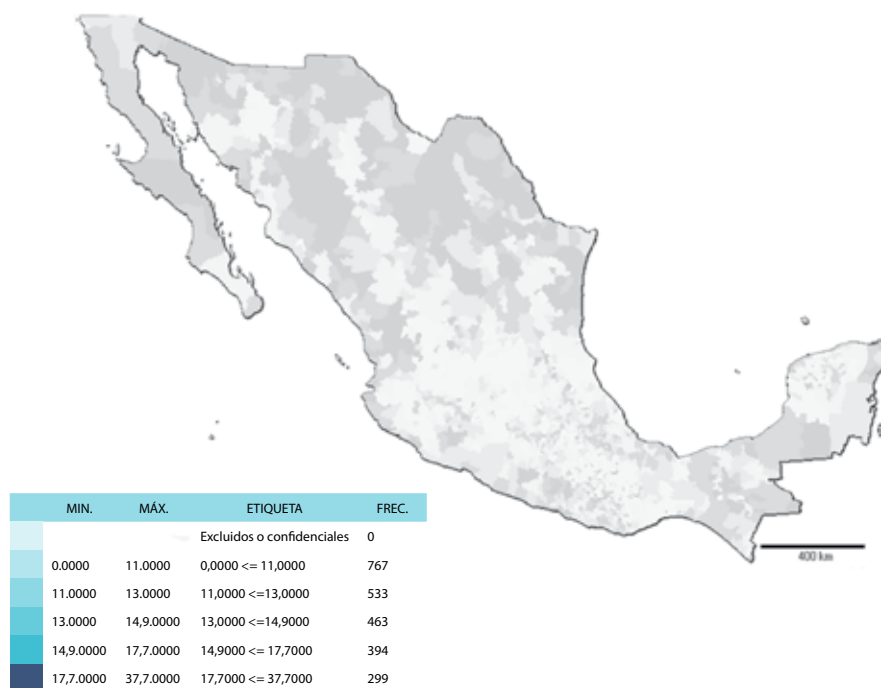 400 km
MIN. MÁX. ETIQUETA FREC.
Excluidos o confidenciales 0
0.0000 11.0000 0,0000 <= 11,0000 767
11.0000 13.0000 11,0000 <=13,0000 533
13.0000 14,9.0000 13,0000 <=14,9000 463
14,9.0000 17,7.0000 14,9000 <= 17,7000 394
17,7.0000 37,7.0000 17,7000 <= 37,7000 299